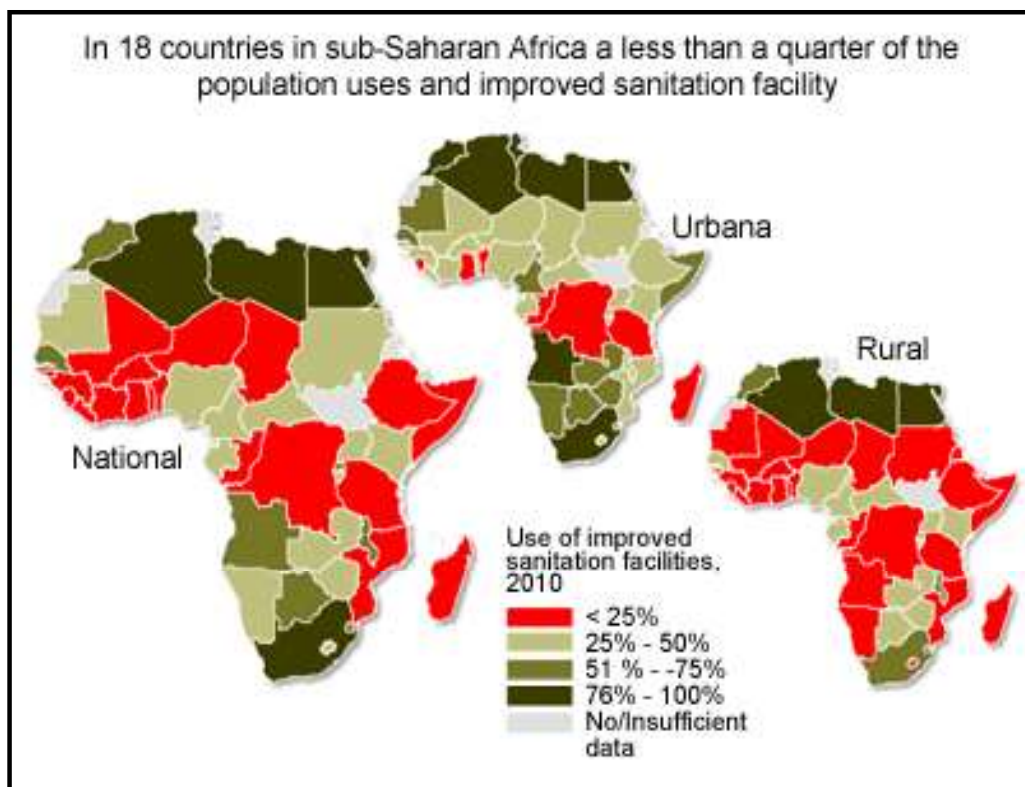 In 18 countries in sub-Saharan Africa a less than a quarter of the
population uses and improved sanitation facility
Urbana
National
Rural
Use of improved
sanitation facilities,
2010
< 25%
25% - 50%
51 % - -75%
76% - 100%
No/Insufficient
data